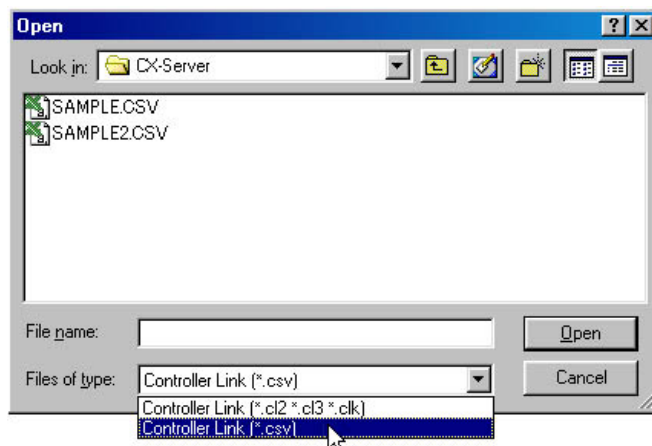 Open
Look in: CX-Server
SAMPLE.CSV
SAMPLE2.CSV
File name: Open
Files of type: Controller Link (*.csv) Cancel
Controller Link (*.cl2 *.cl3 *.clk)
Controller Link (*.csv)